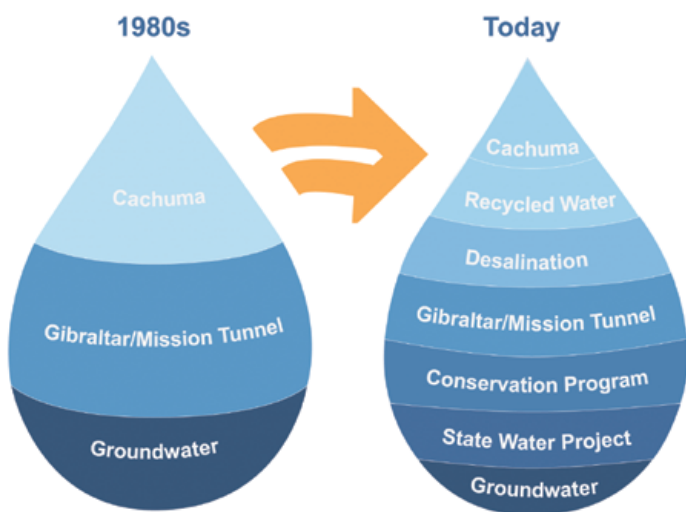 1980s
Cachuma
Gibraltar/Mission Tunnel
Groundwater
Today
Cachuma
Recycled Water
Desalination
Gibraltar/Mission Tunnel
Conservation Program
State Water Project
Groundwater